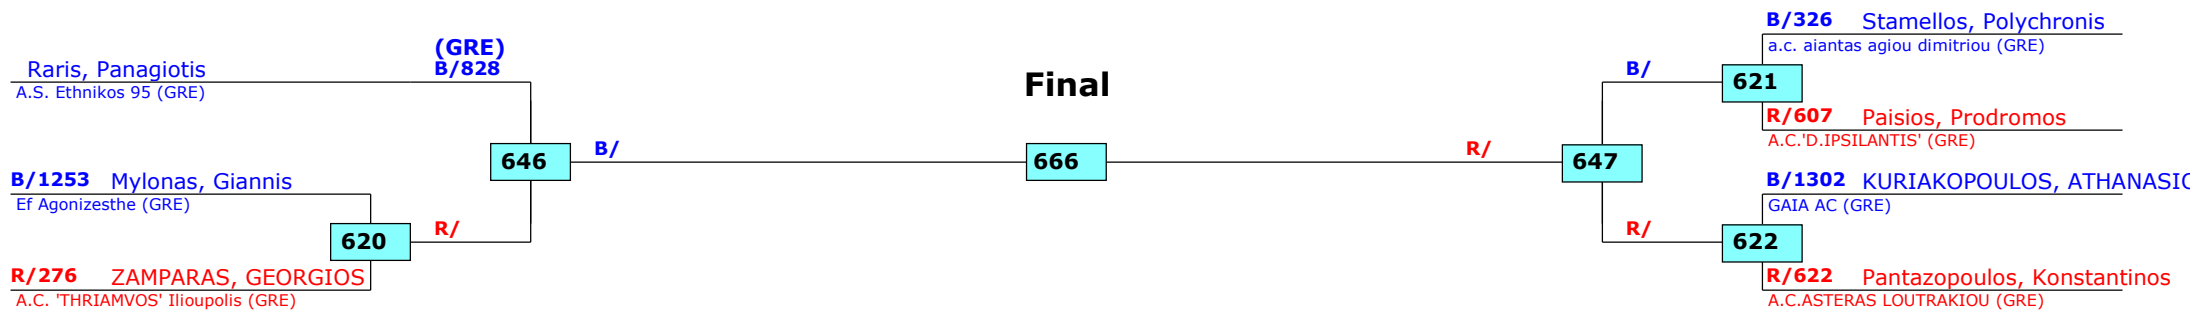 (GRE)
Raris, Panagiotis B/828
A.S. Ethnikos 95 (GRE)
B/1253 Mylonas, Giannis
Ef Agonizesthe (GRE)
620
R/276 ZAMPARAS, GEORGIOS
A.C. 'THRIAMVOS' Ilioupolis (GRE)
R/
646
B/
Final
666
R/
647
B/
R/
B/326 Stamellos, Polychronis
a.c. aiantas agiou dimitriou (GRE)
621
R/607 Paisios, Prodromos
A.C.'D.IPSILANTIS' (GRE)
B/1302 KURIAKOPOULOS, ATHANASIO
GAIA AC (GRE)
622
R/622 Pantazopoulos, Konstantinos
A.C.ASTERAS LOUTRAKIOU (GRE)